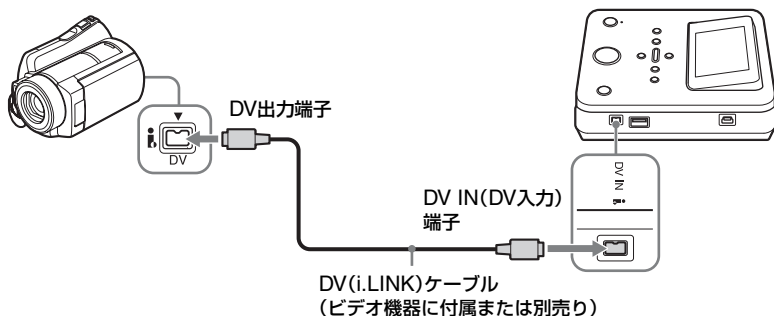 DV出力端子
DV
DV IN(DV入力)
端子
DV IN
DV(i.LINK)ケーブル
(ビデオ機器に付属または別売り)